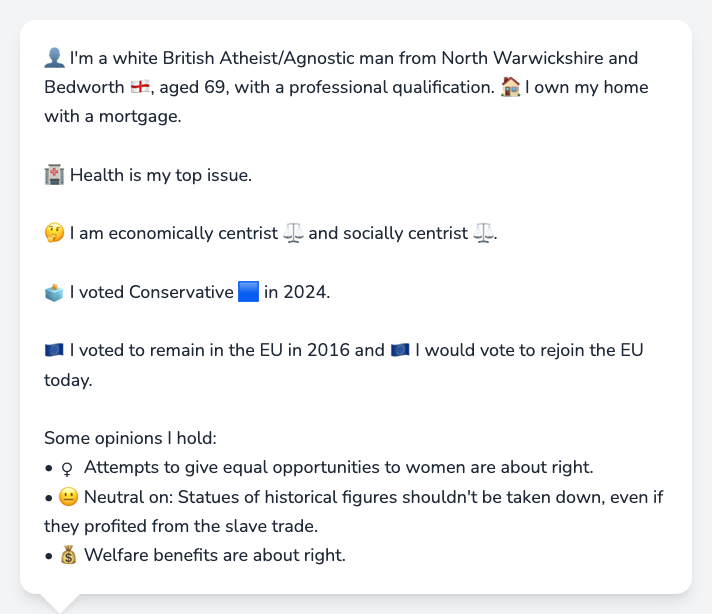 👤 I'm a white British Atheist/Agnostic man from North Warwickshire and
Bedworth 🏴󠁧󠁢󠁥󠁮󠁧󠁿, aged 69, with a professional qualification. 🏠 I own my home
with a mortgage.
🏥 Health is my top issue.
🤔 I am economically centrist ⚖️ and socially centrist ⚖️.
🗳️ I voted Conservative 🟦 in 2024.
🇪🇺 I voted to remain in the EU in 2016 and 🇪🇺 I would vote to rejoin the EU
today.
Some opinions I hold:
• ♀ Attempts to give equal opportunities to women are about right.
• 😐 Neutral on: Statues of historical figures shouldn't be taken down, even if
they profited from the slave trade.
• 💰 Welfare benefits are about right.